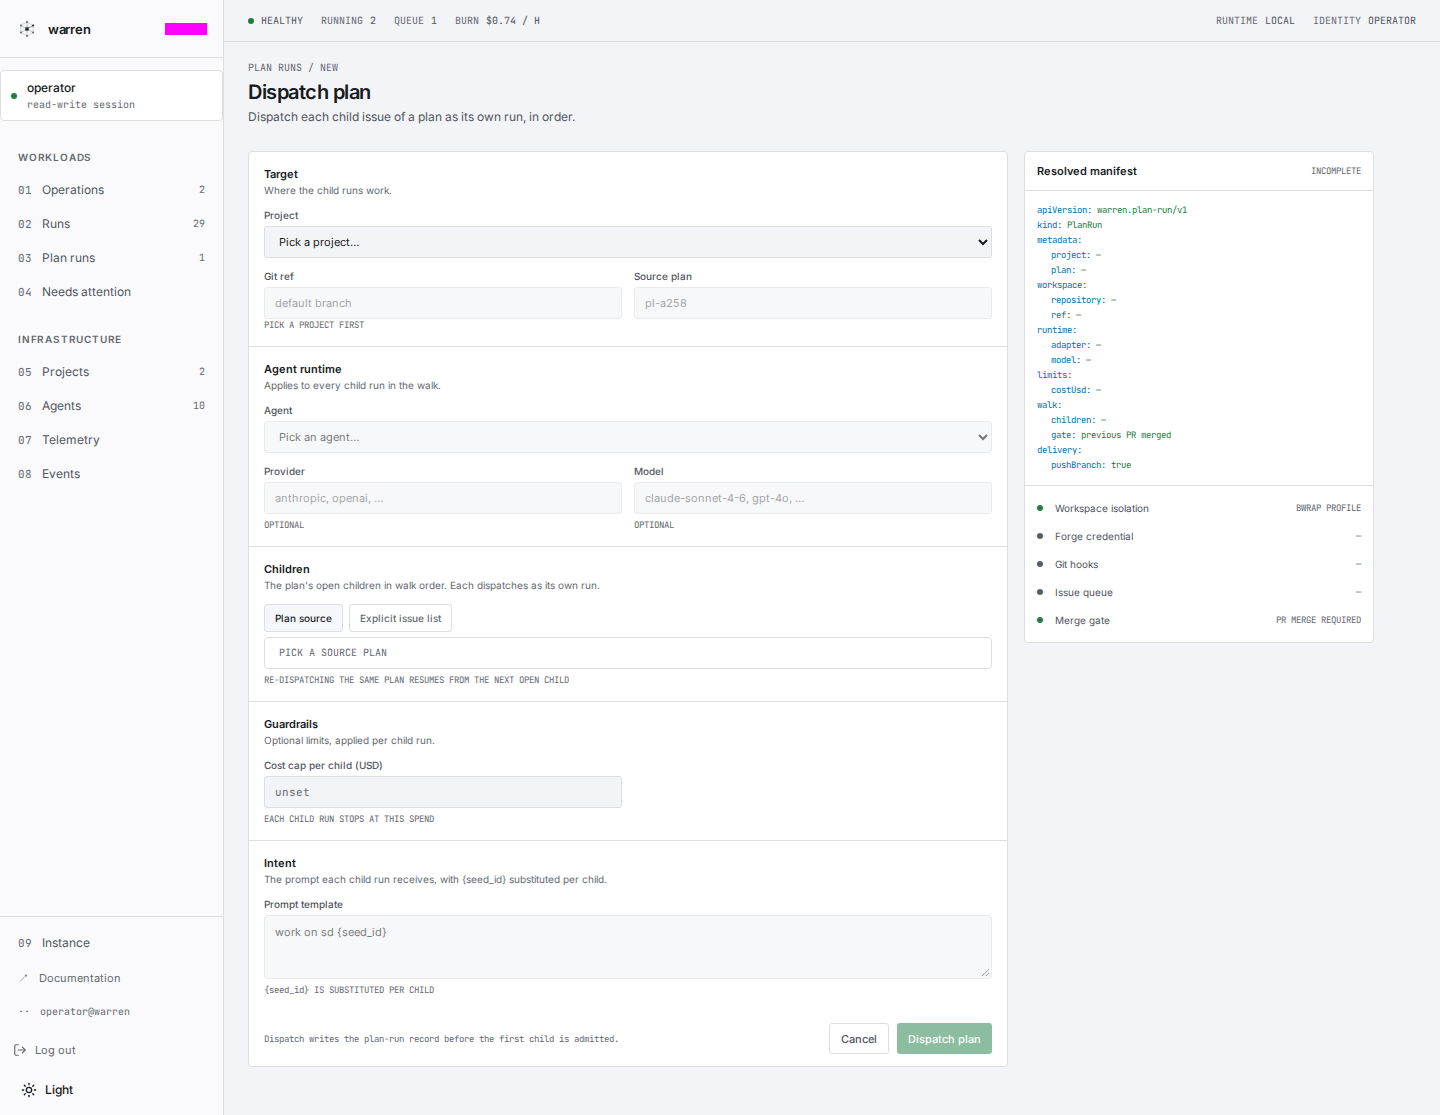 warren
operator
read-write session
WORKLOADS
01 Operations 2
02 Runs 29
03 Plan runs 1
04 Needs attention
INFRASTRUCTURE
05 Projects 2
06 Agents 10
07 Telemetry
08 Events
09 Instance
Documentation
operator@warren
Log out
Light
HEALTHY RUNNING 2 QUEUE 1 BURN $0.74 / H
RUNTIME LOCAL IDENTITY OPERATOR
PLAN RUNS / NEW
Dispatch plan
Dispatch each child issue of a plan as its own run, in order.
Target
Where the child runs work.
Project
Pick a project...
Git ref Source plan
default branch pl-a258
PICK A PROJECT FIRST
Agent runtime
Applies to every child run in the walk.
Agent
Pick an agent...
Provider Model
anthropic, openai, ... claude-sonnet-4-6, gpt-4o, ...
OPTIONAL OPTIONAL
Children
The plan's open children in walk order. Each dispatches as its own run.
Plan source Explicit issue list
PICK A SOURCE PLAN
RE-DISPATCHING THE SAME PLAN RESUMES FROM THE NEXT OPEN CHILD
Guardrails
Optional limits, applied per child run.
Cost cap per child (USD)
unset
EACH CHILD RUN STOPS AT THIS SPEND
Intent
The prompt each child run receives, with {seed_id} substituted per child.
Prompt template
work on sd {seed_id}
{seed_id} IS SUBSTITUTED PER CHILD
Dispatch writes the plan-run record before the first child is admitted.
Cancel Dispatch plan
Resolved manifest INCOMPLETE
apiVersion: warren.plan-run/v1
kind: PlanRun
metadata:
project: —
plan: —
workspace:
repository: —
ref: —
runtime:
adapter: —
model: —
limits:
costUsd: —
walk:
children: —
gate: previous PR merged
delivery:
pushBranch: true
Workspace isolation BWRAP PROFILE
Forge credential —
Git hooks —
Issue queue —
Merge gate PR MERGE REQUIRED